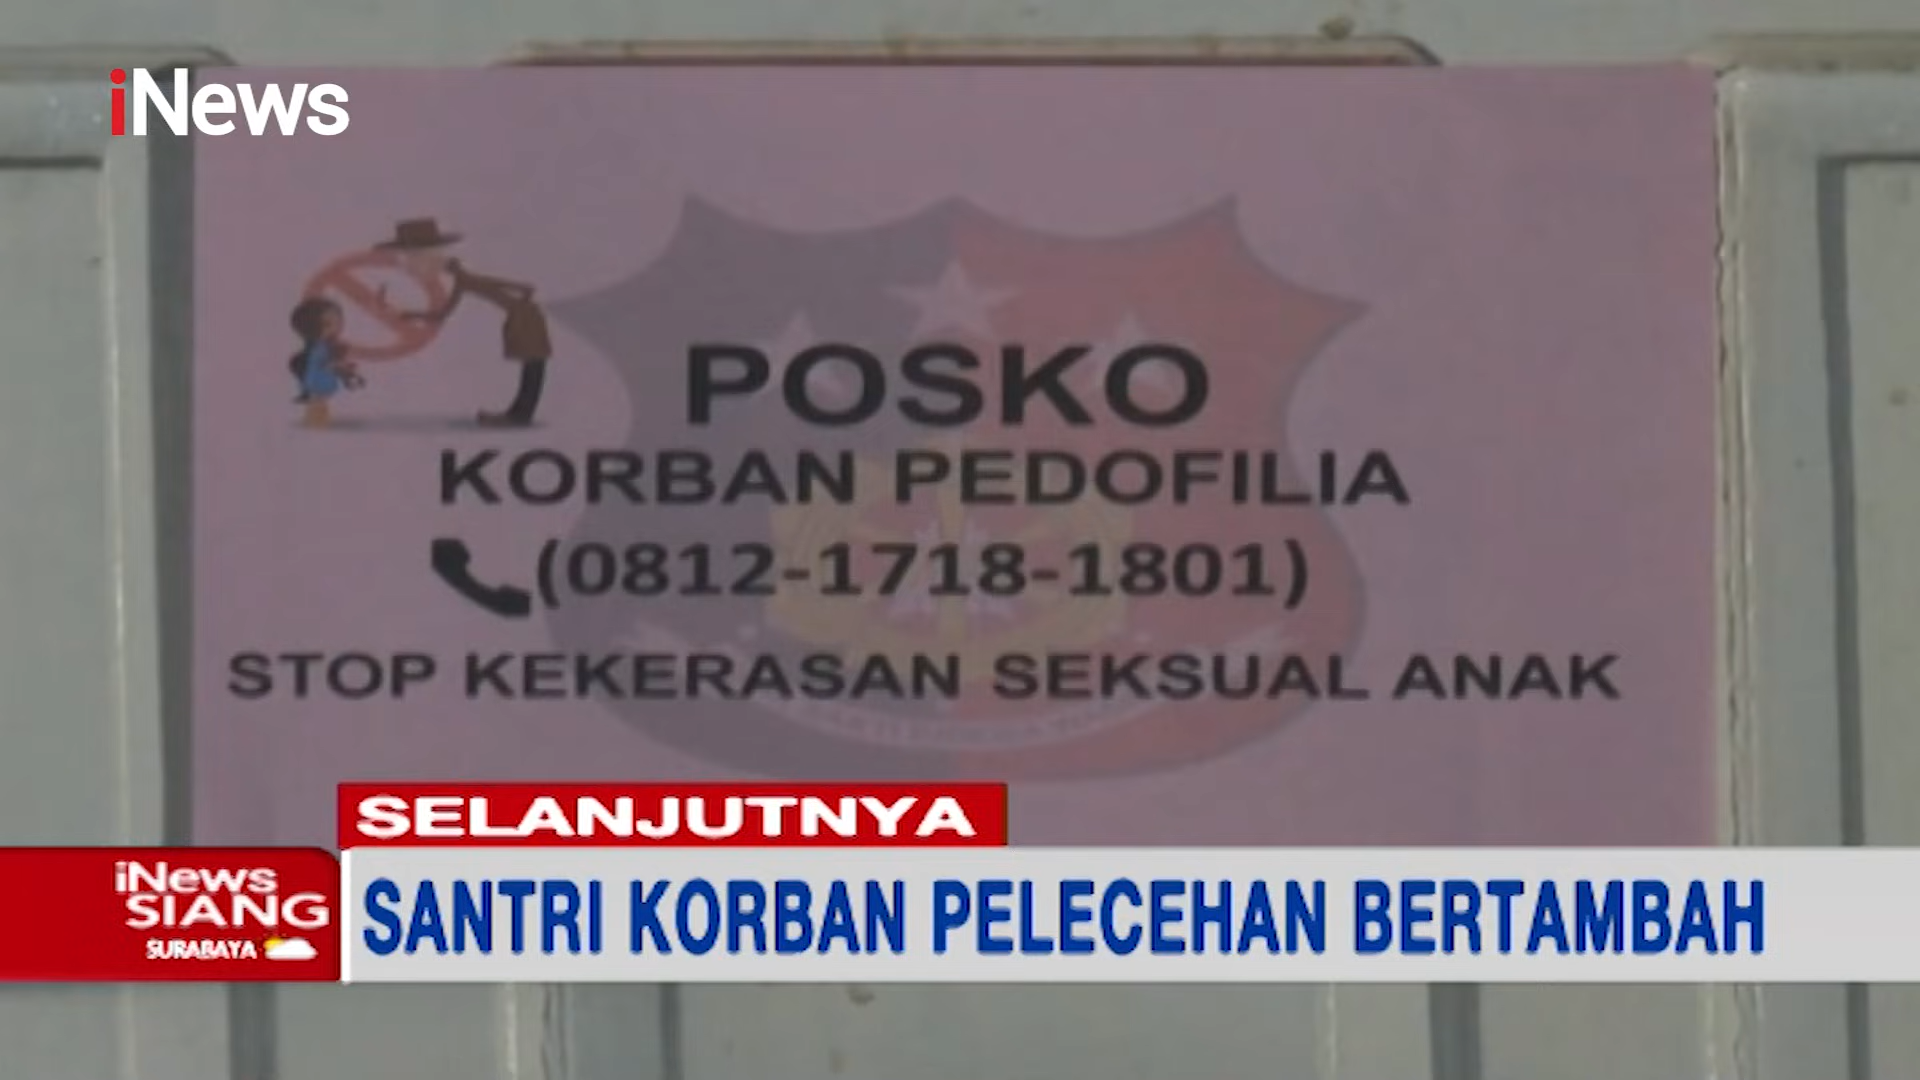 iNews
POSKO
KORBAN PEDOFILIA
(0812-1718-1801)
STOP KEKERASAN SEKSUAL ANAK
SELANJUTNYA
iNews
SIANG
SURABAYA
SANTRI KORBAN PELECEHAN BERTAMBAH